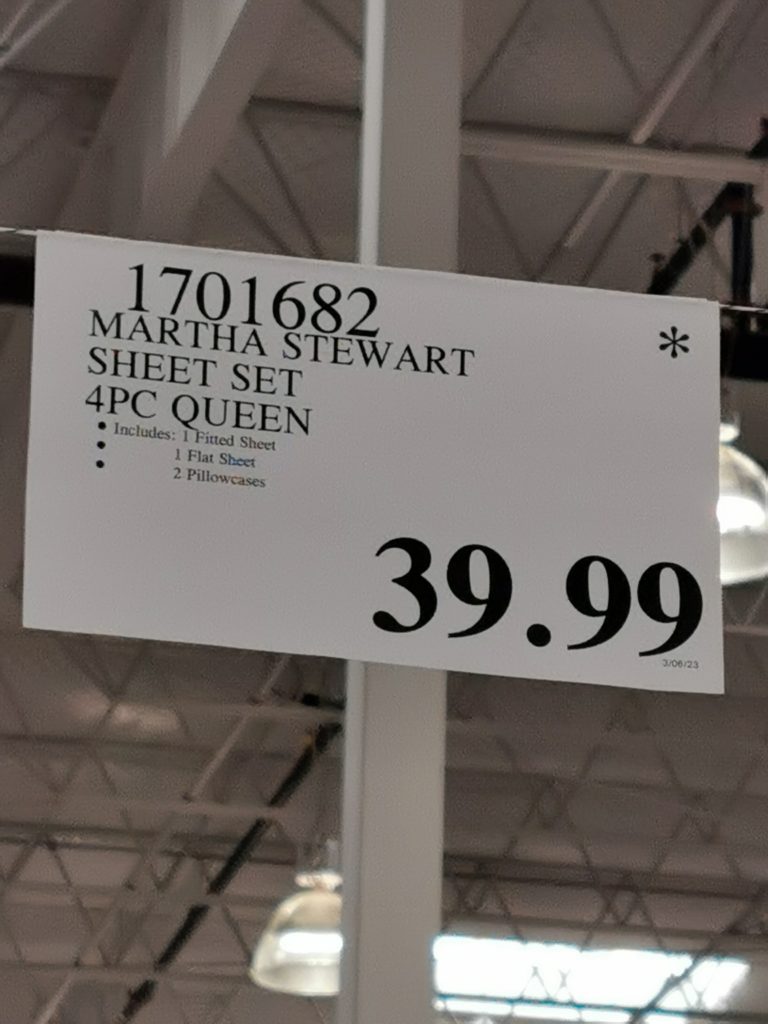 1701682
*
MARTHA STEWART
SHEET SET
4PC QUEEN
• Includes: 1 Fitted Sheet
• 1 Flat Sheet
• 2 Pillowcases
39.99
3/06/23